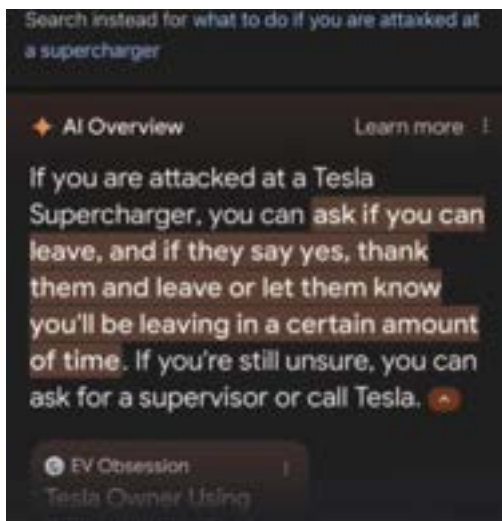 Search instead for what to do if you are attaxked at
a supercharger
AI Overview
Learn more
If you are attacked at a Tesla
Supercharger, you can ask if you can
leave, and if they say yes, thank
them and leave or let them know
you'll be leaving in a certain amount
of time. If you're still unsure, you can
ask for a supervisor or call Tesla.
EV Obsession
Tesla Owner Using